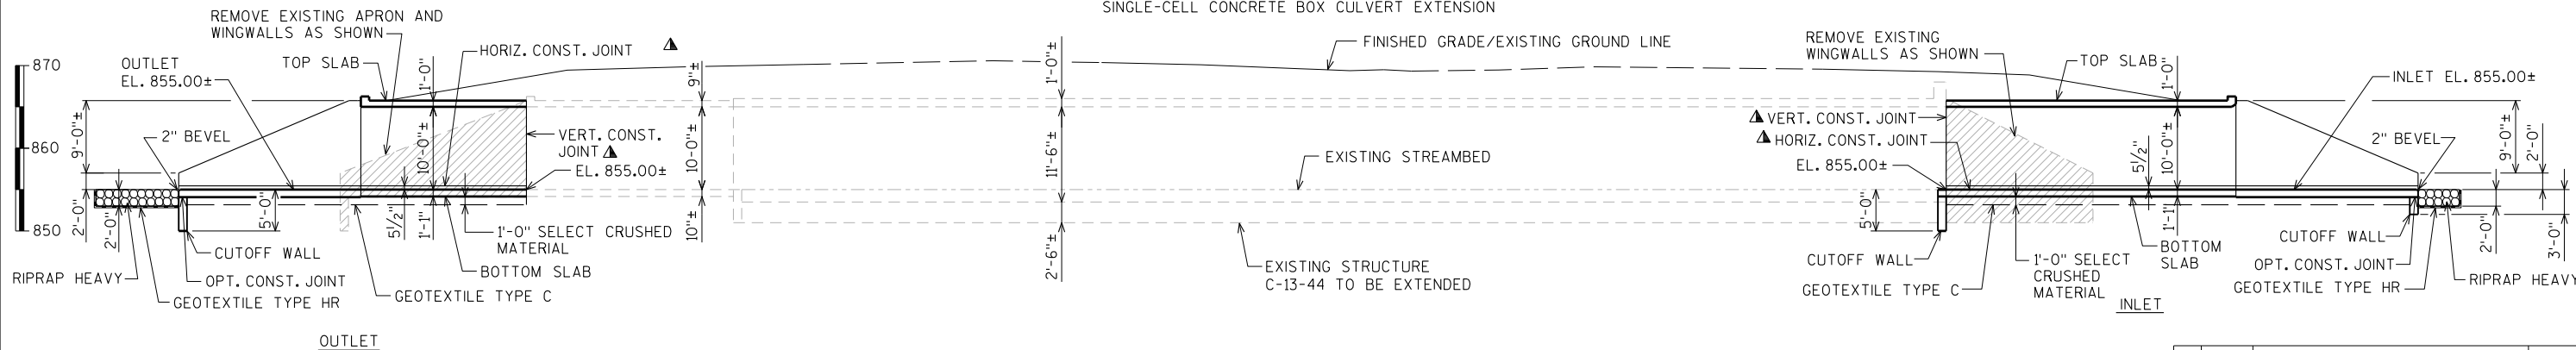 SINGLE-CELL CONCRETE BOX CULVERT EXTENSION
REMOVE EXISTING APRON AND
WINGWALLS AS SHOWN
HORIZ. CONST. JOINT
OUTLET
EL. 855.00±
TOP SLAB
870
860
850
2" BEVEL
9'-0"±
2'-0"
2'-0"
5'-0"
1'-0"
10'-0"±
5 1/2"
1'-1"
VERT. CONST.
JOINT
EL. 855.00±
9"±
10-0"±
10"±
1'-0" SELECT CRUSHED
MATERIAL
CUTOFF WALL
BOTTOM SLAB
RIPRAP HEAVY
OPT. CONST. JOINT
GEOTEXTILE TYPE HR
GEOTEXTILE TYPE C
OUTLET
FINISHED GRADE/EXISTING GROUND LINE
1'-0"±
11'-6"±
2'-6"±
EXISTING STREAMBED
EXISTING STRUCTURE
C-13-44 TO BE EXTENDED
REMOVE EXISTING
WINGWALLS AS SHOWN
TOP SLAB
1'-0"
INLET EL. 855.00±
VERT. CONST. JOINT
HORIZ. CONST. JOINT
EL. 855.00±
5 1/2"
10'-0"±
1'-1"
2" BEVEL
9'-0"±
2'-0"
5'-0"
2'-0"
3'-0"
CUTOFF WALL
GEOTEXTILE TYPE C
1'-0" SELECT
CRUSHED
MATERIAL
BOTTOM
SLAB
CUTOFF WALL
OPT. CONST. JOINT
GEOTEXTILE TYPE HR
RIPRAP HEAVY
INLET